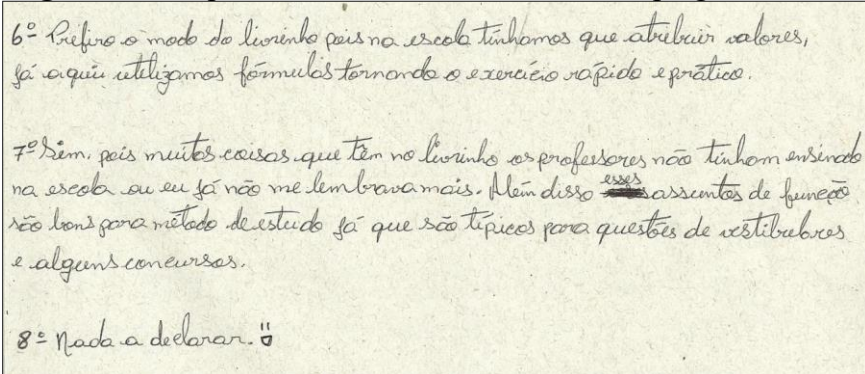 6º Prefiro o modo do livrinho pois na escola tínhamos que atribuir valores,
já aqui utilizamos fórmulas tornando o exercício rápido e prático.
7º Sim, pois muitas coisas que têm no livrinho os professores não tinham ensinado
na escola ou eu já não me lembrava mais. Além disso esses assuntos de função
são bons para método de estudo já que são típicos para questões de vestibulares
e alguns concursos.
8º Nada a declarar.